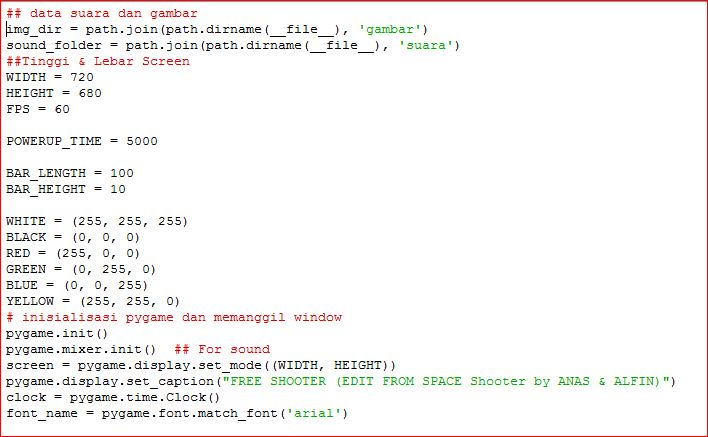 ## data suara dan gambar
img_dir = path.join(path.dirname(__file__), 'gambar')
sound_folder = path.join(path.dirname(__file__), 'suara')
##Tinggi & Lebar Screen
WIDTH = 720
HEIGHT = 680
FPS = 60
POWERUP_TIME = 5000
BAR_LENGTH = 100
BAR_HEIGHT = 10
WHITE = (255, 255, 255)
BLACK = (0, 0, 0)
RED = (255, 0, 0)
GREEN = (0, 255, 0)
BLUE = (0, 0, 255)
YELLOW = (255, 255, 0)
# inisialisasi pygame dan memanggil window
pygame.init()
pygame.mixer.init()  ## For sound
screen = pygame.display.set_mode((WIDTH, HEIGHT))
pygame.display.set_caption("FREE SHOOTER (EDIT FROM SPACE Shooter by ANAS & ALFIN)")
clock = pygame.time.Clock()
font_name = pygame.font.match_font('arial')